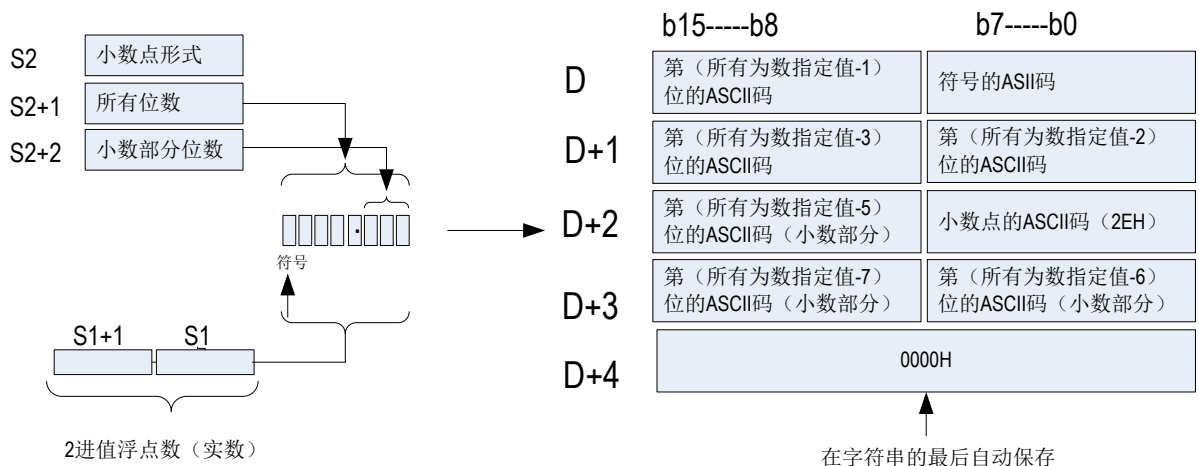 S2
小数点形式
S2+1
所有位数
S2+2
小数部分位数
符号
S1+1
S1
2进值浮点数（实数）
b15-----b8
b7-----b0
D
第（所有为数指定值-1）
位的ASCII码
符号的ASII码
D+1
第（所有为数指定值-3）
位的ASCII码
第（所有为数指定值-2）
位的ASCII码
D+2
第（所有为数指定值-5）
位的ASCII码（小数部分）
小数点的ASCII码（2EH）
D+3
第（所有为数指定值-7）
位的ASCII码（小数部分）
第（所有为数指定值-6）
位的ASCII码（小数部分）
D+4
0000H
在字符串的最后自动保存